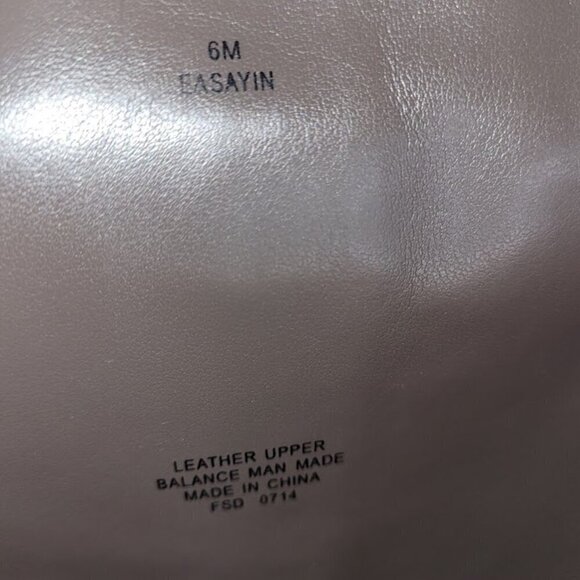 6M
EASAYIN
LEATHER UPPER
BALANCE MAN MADE
MADE IN CHINA
FSD 0714